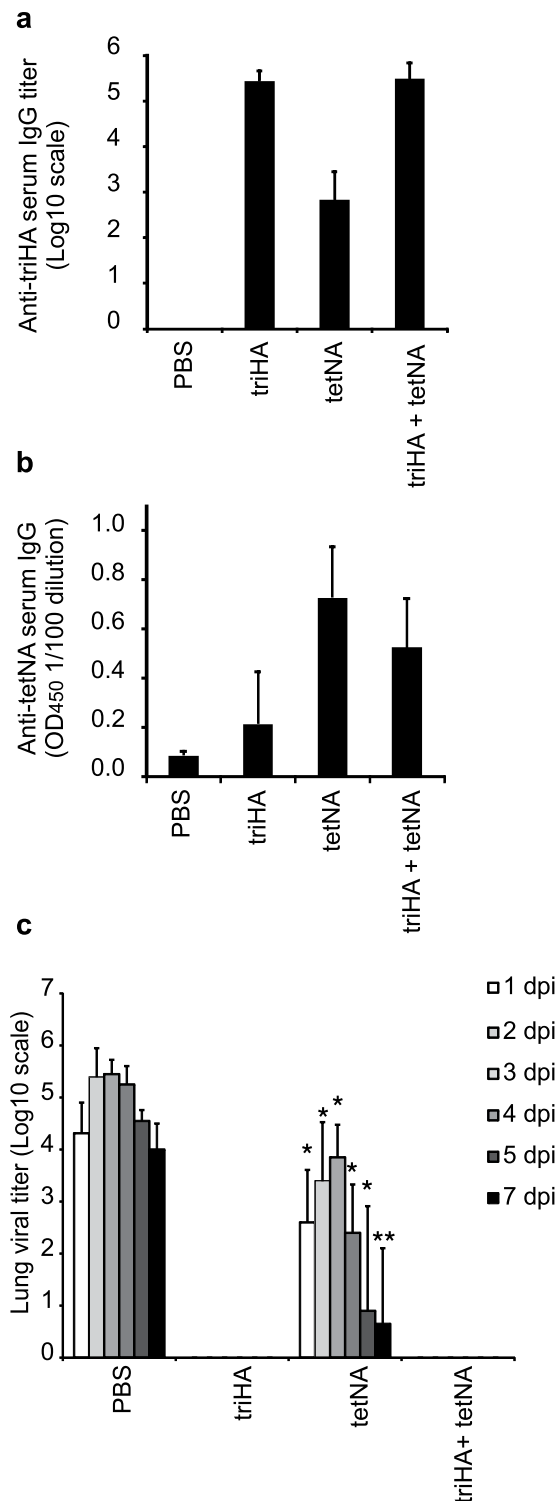 a
Anti-triHA serum IgG titer
(Log10 scale)
6
5
4
3
2
1
0
PBS
triHA
tetNA
triHA + tetNA
b
Anti-tetNA serum IgG
(OD450 1/100 dilution)
1.0
0.8
0.6
0.4
0.2
0.0
PBS
triHA
tetNA
triHA + tetNA
c
Lung viral titer (Log10 scale)
7
6
5
4
3
2
1
0
* * * * * **
PBS
triHA
tetNA
triHA+ tetNA
1 dpi
2 dpi
3 dpi
4 dpi
5 dpi
7 dpi